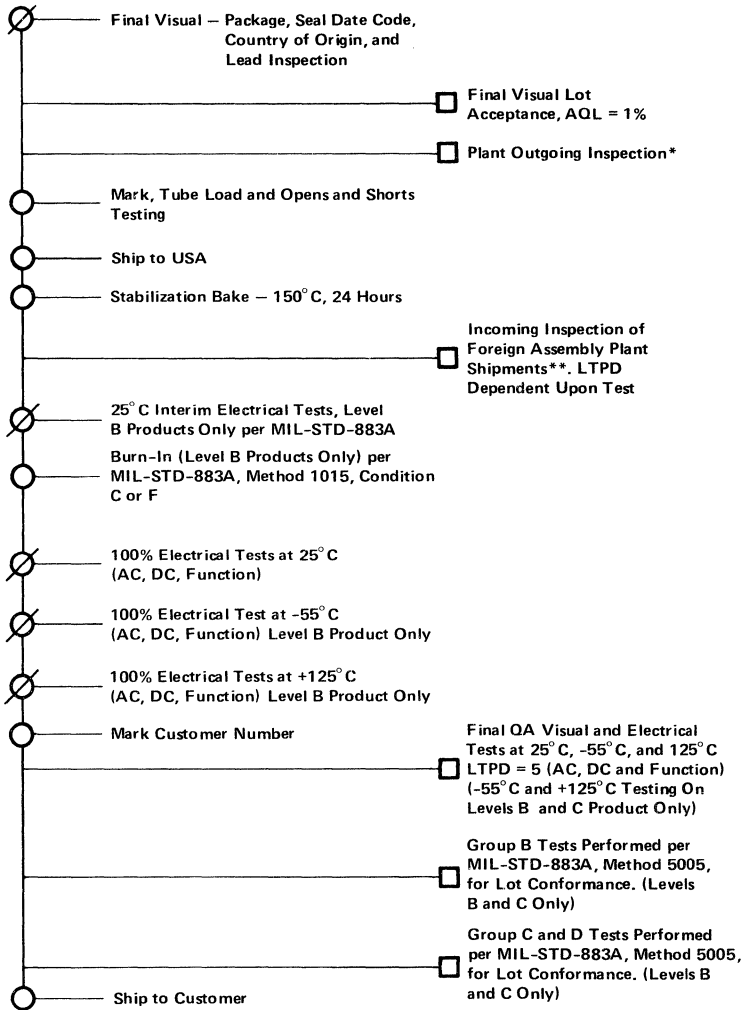 Final Visual — Package, Seal Date Code,
Country of Origin, and
Lead Inspection
Final Visual Lot
Acceptance, AQL = 1%
Plant Outgoing Inspection*
Mark, Tube Load and Opens and Shorts
Testing
Ship to USA
Stabilization Bake — 150°C, 24 Hours
Incoming Inspection of
Foreign Assembly Plant
Shipments**. LTPD
Dependent Upon Test
25°C Interim Electrical Tests, Level
B Products Only per MIL-STD-883A
Burn-In (Level B Products Only) per
MIL-STD-883A, Method 1015, Condition
C or F
100% Electrical Tests at 25°C
(AC, DC, Function)
100% Electrical Test at -55°C
(AC, DC, Function) Level B Product Only
100% Electrical Tests at +125°C
(AC, DC, Function) Level B Product Only
Mark Customer Number
Final QA Visual and Electrical
Tests at 25°C, -55°C, and 125°C
LTPD = 5 (AC, DC and Function)
(-55°C and +125°C Testing On
Levels B and C Product Only)
Group B Tests Performed per
MIL-STD-883A, Method 5005,
for Lot Conformance. (Levels
B and C Only)
Group C and D Tests Performed
per MIL-STD-883A, Method 5005,
for Lot Conformance. (Levels B
and C Only)
Ship to Customer